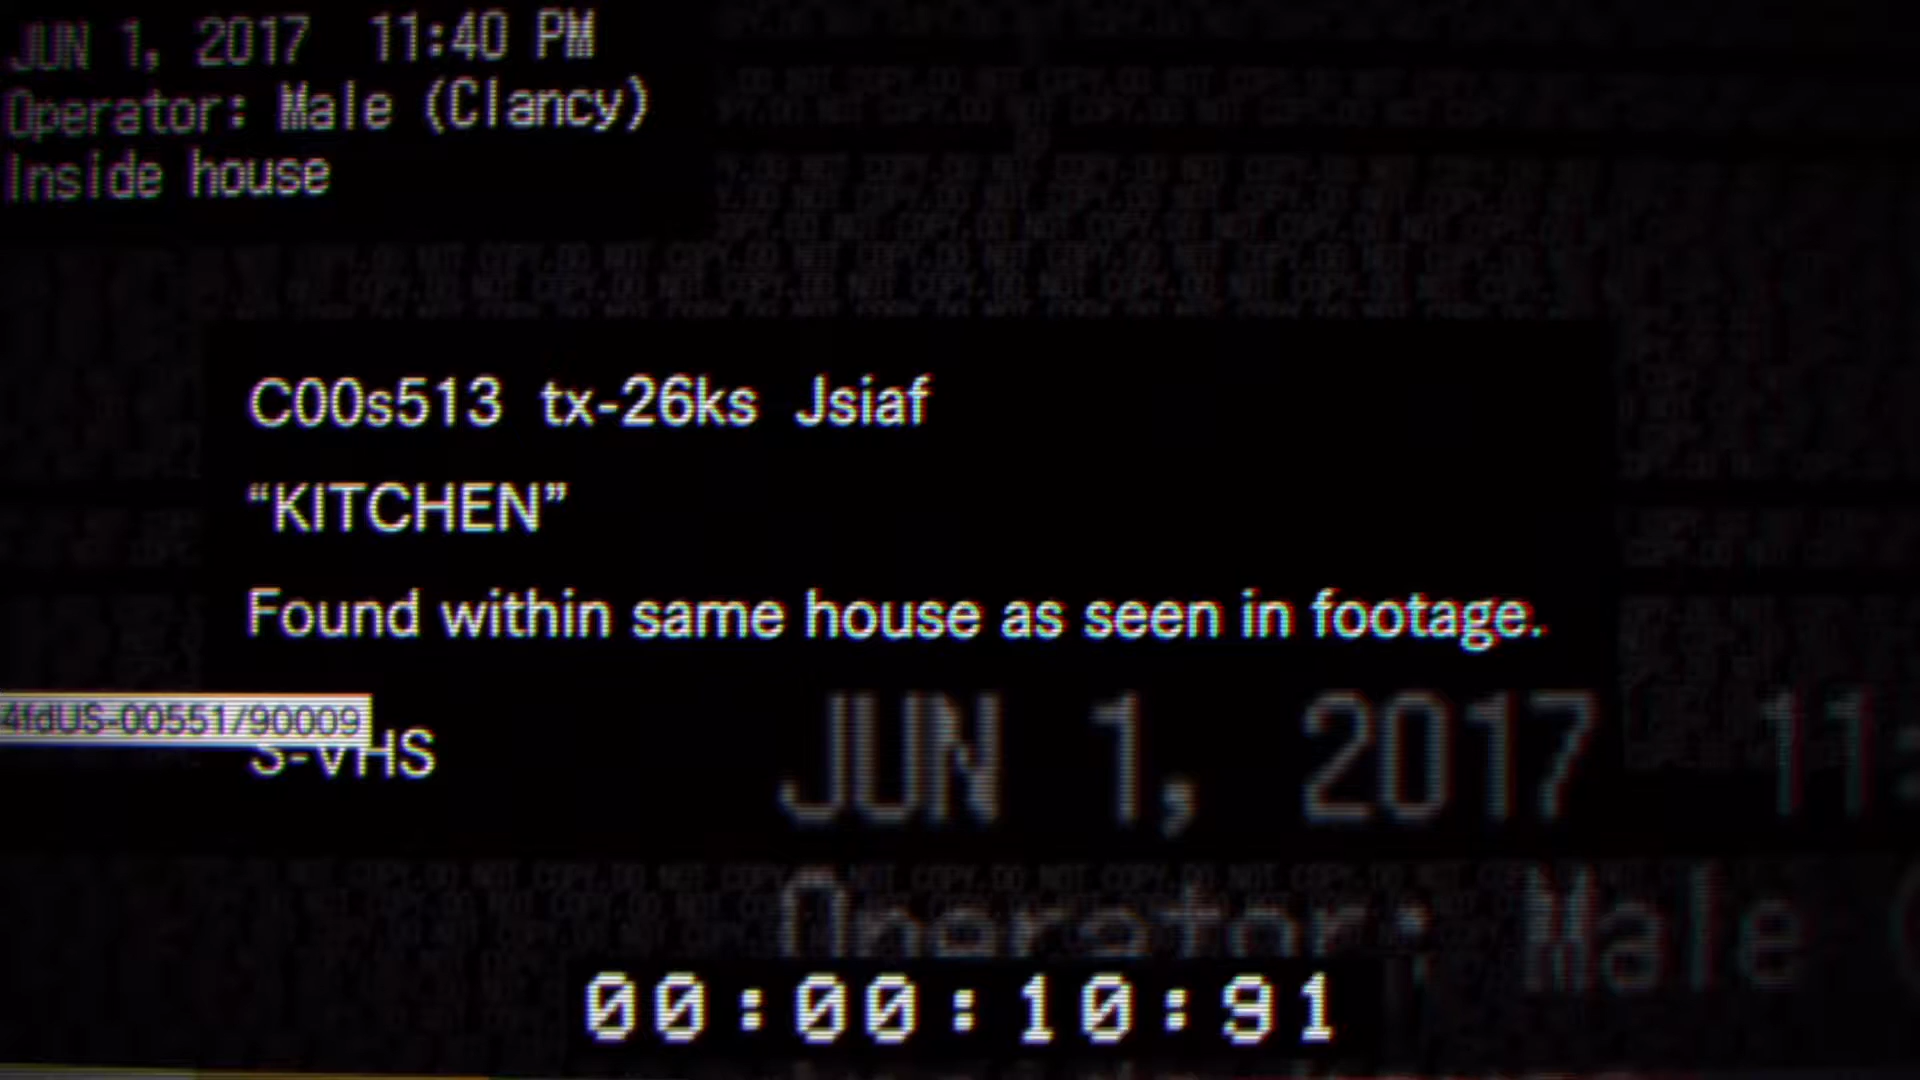 JUN 1, 2017 11:40 PM
Operator: Male (Clancy)
Inside house
C00s513 tx-26ks Jsiaf
“KITCHEN”
Found within same house as seen in footage.
4fdUS-00551/90009
S-VHS
JUN 1, 2017 11:
Operator: Male (
00:00:10:91